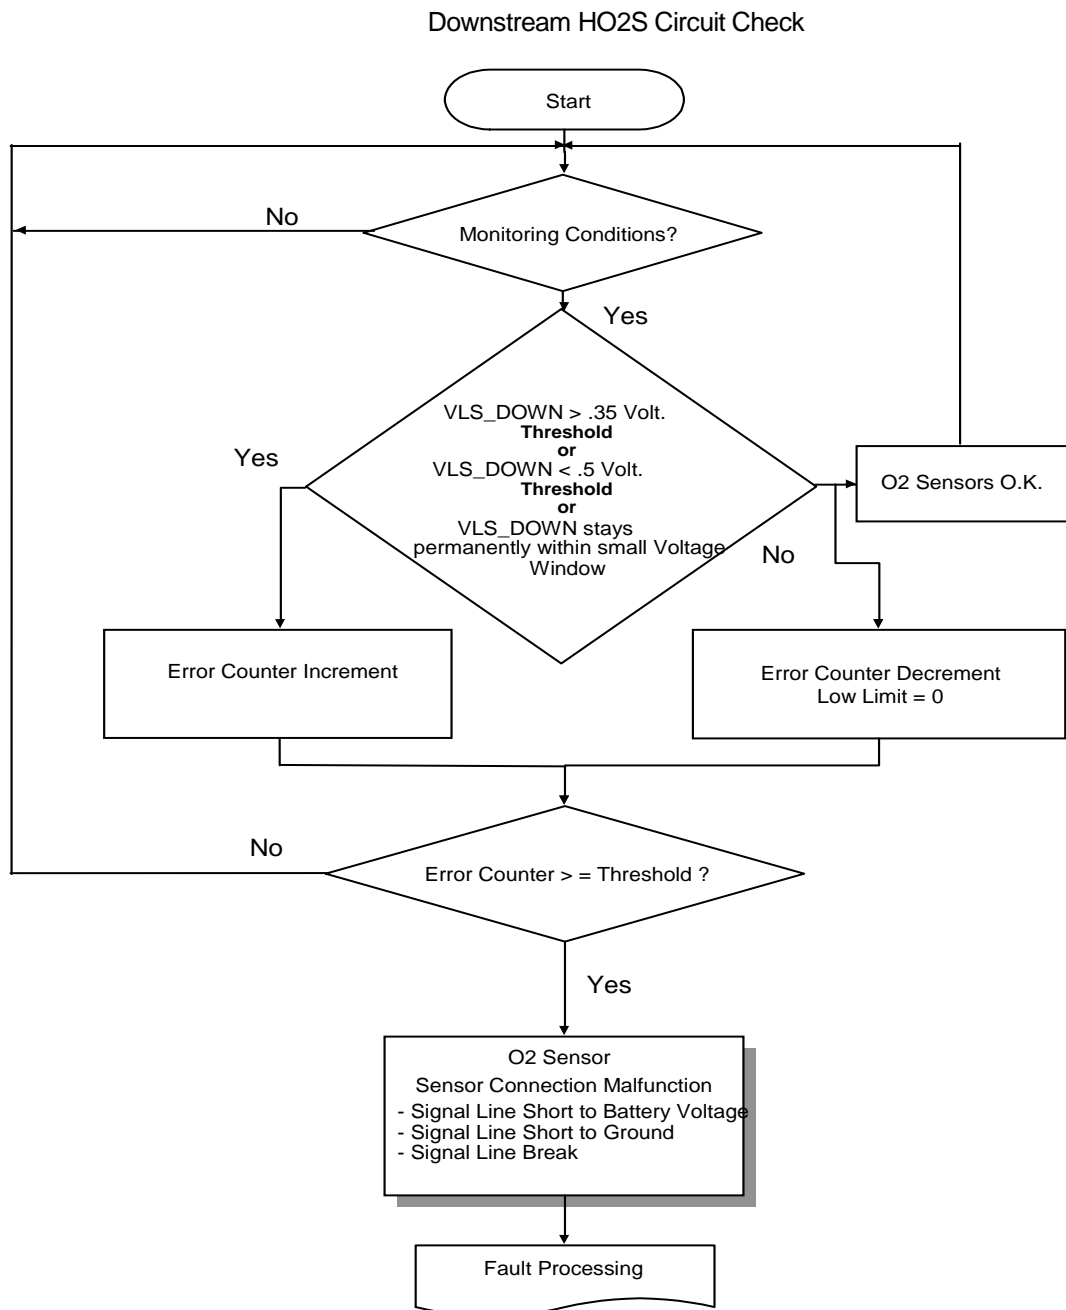 Downstream HO2S Circuit Check
Start
No
Monitoring Conditions?
Yes
VLS_DOWN > .35 Volt.
Threshold
or
VLS_DOWN < .5 Volt.
Threshold
or
VLS_DOWN stays
permanently within small Voltage
Window
Yes
O2 Sensors O.K.
No
Error Counter Increment
Error Counter Decrement
Low Limit = 0
No
Error Counter > = Threshold ?
Yes
O2 Sensor
Sensor Connection Malfunction
- Signal Line Short to Battery Voltage
- Signal Line Short to Ground
- Signal Line Break
Fault Processing